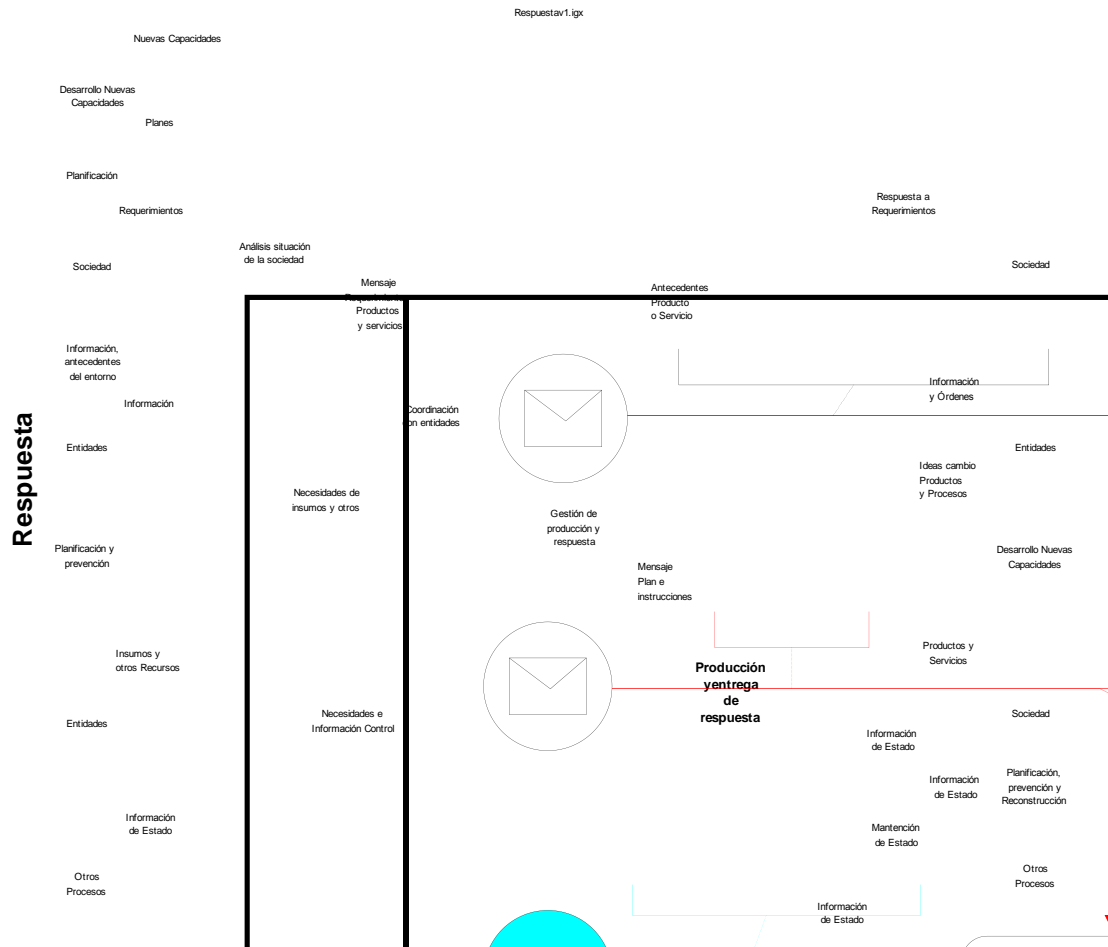 Respuestav1.igx
Nuevas Capacidades
Desarrollo Nuevas
Capacidades
Planes
Planificación
Requerimientos
Respuesta a
Requerimientos
Análisis situación
de la sociedad
Sociedad
Sociedad
Mensaje
Requerimiento
Productos
y servicios
Antecedentes
Producto
o Servicio
Información,
antecedentes
del entorno
Información
y Órdenes
Información
Coordinación
con entidades
Respuesta
Entidades
Entidades
Ideas cambio
Productos
y Procesos
Necesidades de
insumos y otros
Gestión de
producción y
respuesta
Planificación y
prevención
Desarrollo Nuevas
Capacidades
Mensaje
Plan e
instrucciones
Insumos y
otros Recursos
Productos y
Servicios
Producción
yentrega
de
respuesta
Entidades
Necesidades e
Información Control
Sociedad
Información
de Estado
Información
de Estado
Planificación,
prevención y
Reconstrucción
Información
de Estado
Mantención
de Estado
Otros
Procesos
Otros
Procesos
Información
de Estado